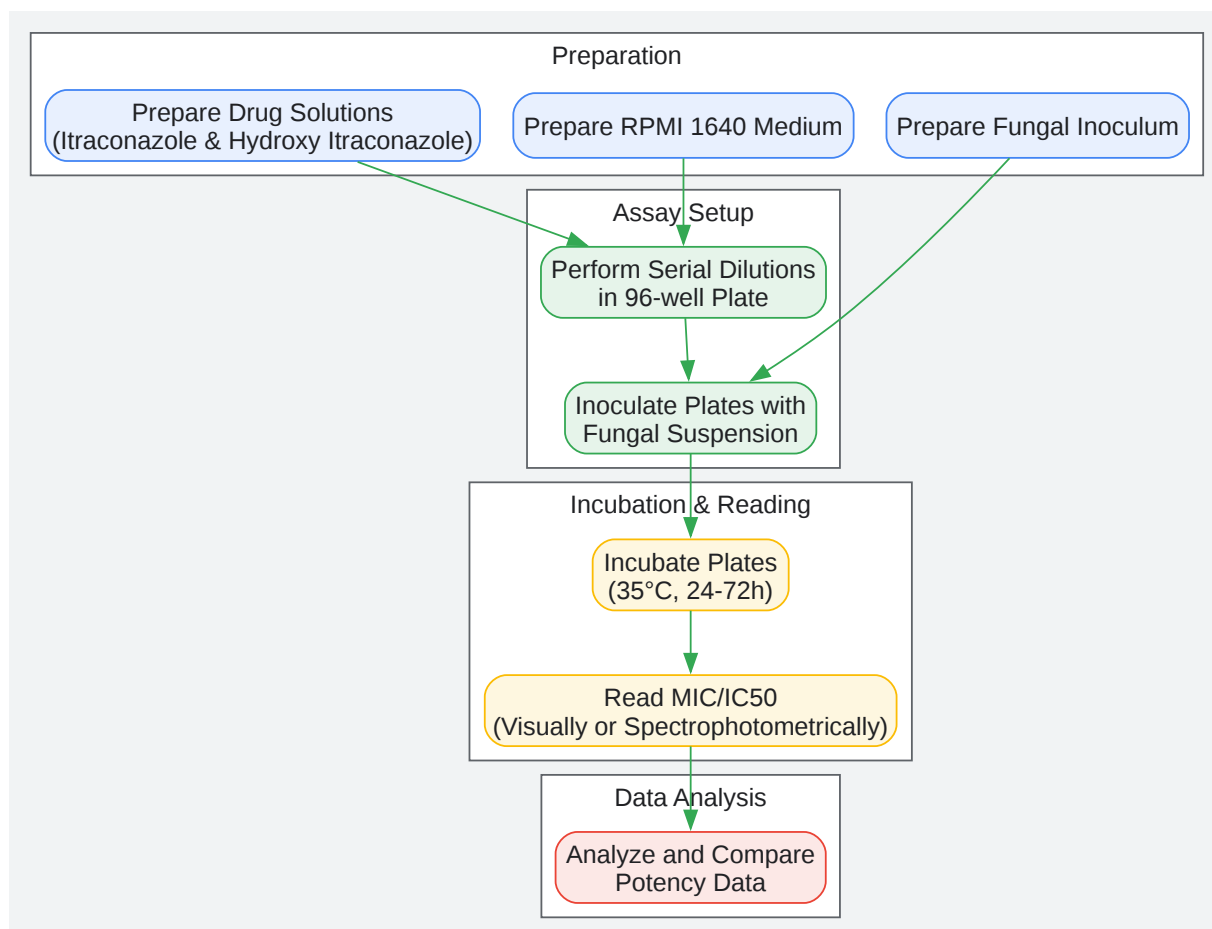 Preparation
Prepare Drug Solutions
(Itraconazole & Hydroxy Itraconazole)
Prepare RPMI 1640 Medium
Prepare Fungal Inoculum
Assay Setup
Perform Serial Dilutions
in 96-well Plate
Inoculate Plates with
Fungal Suspension
Incubation & Reading
Incubate Plates
(35°C, 24-72h)
Read MIC/IC50
(Visually or Spectrophotometrically)
Data Analysis
Analyze and Compare
Potency Data